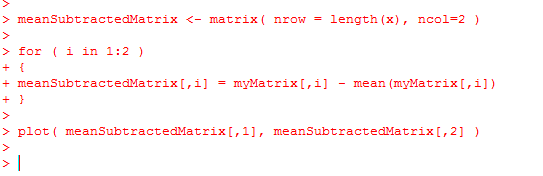 >
> meanSubtractedMatrix <- matrix( nrow = length(x), ncol=2 )
>
> for ( i in 1:2 )
+ {
+ meanSubtractedMatrix[,i] = myMatrix[,i] - mean(myMatrix[,i])
+ }
>
> plot( meanSubtractedMatrix[,1], meanSubtractedMatrix[,2] )
>
>